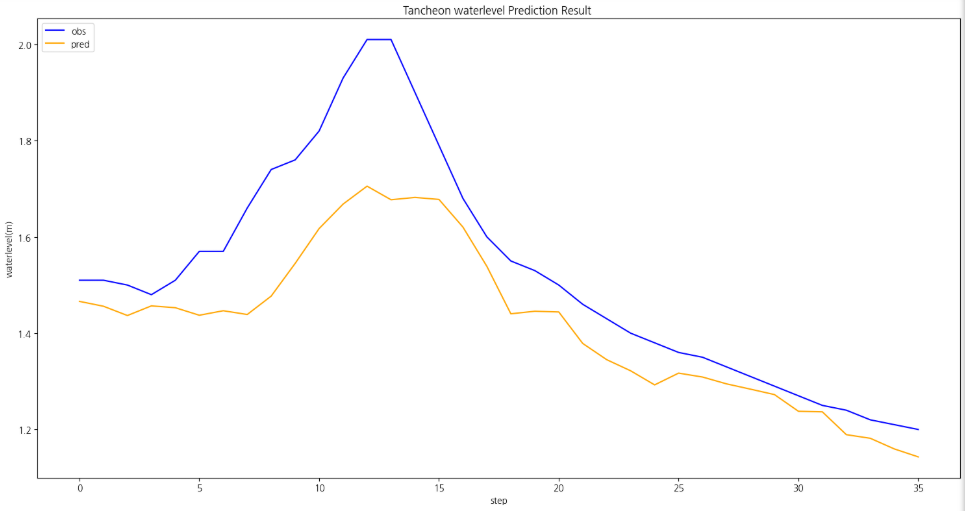 Tancheon waterlevel Prediction Result
obs
pred
2.0
1.8
1.6
1.4
1.2
waterlevel(m)
0 5 10 15 20 25 30 35
step